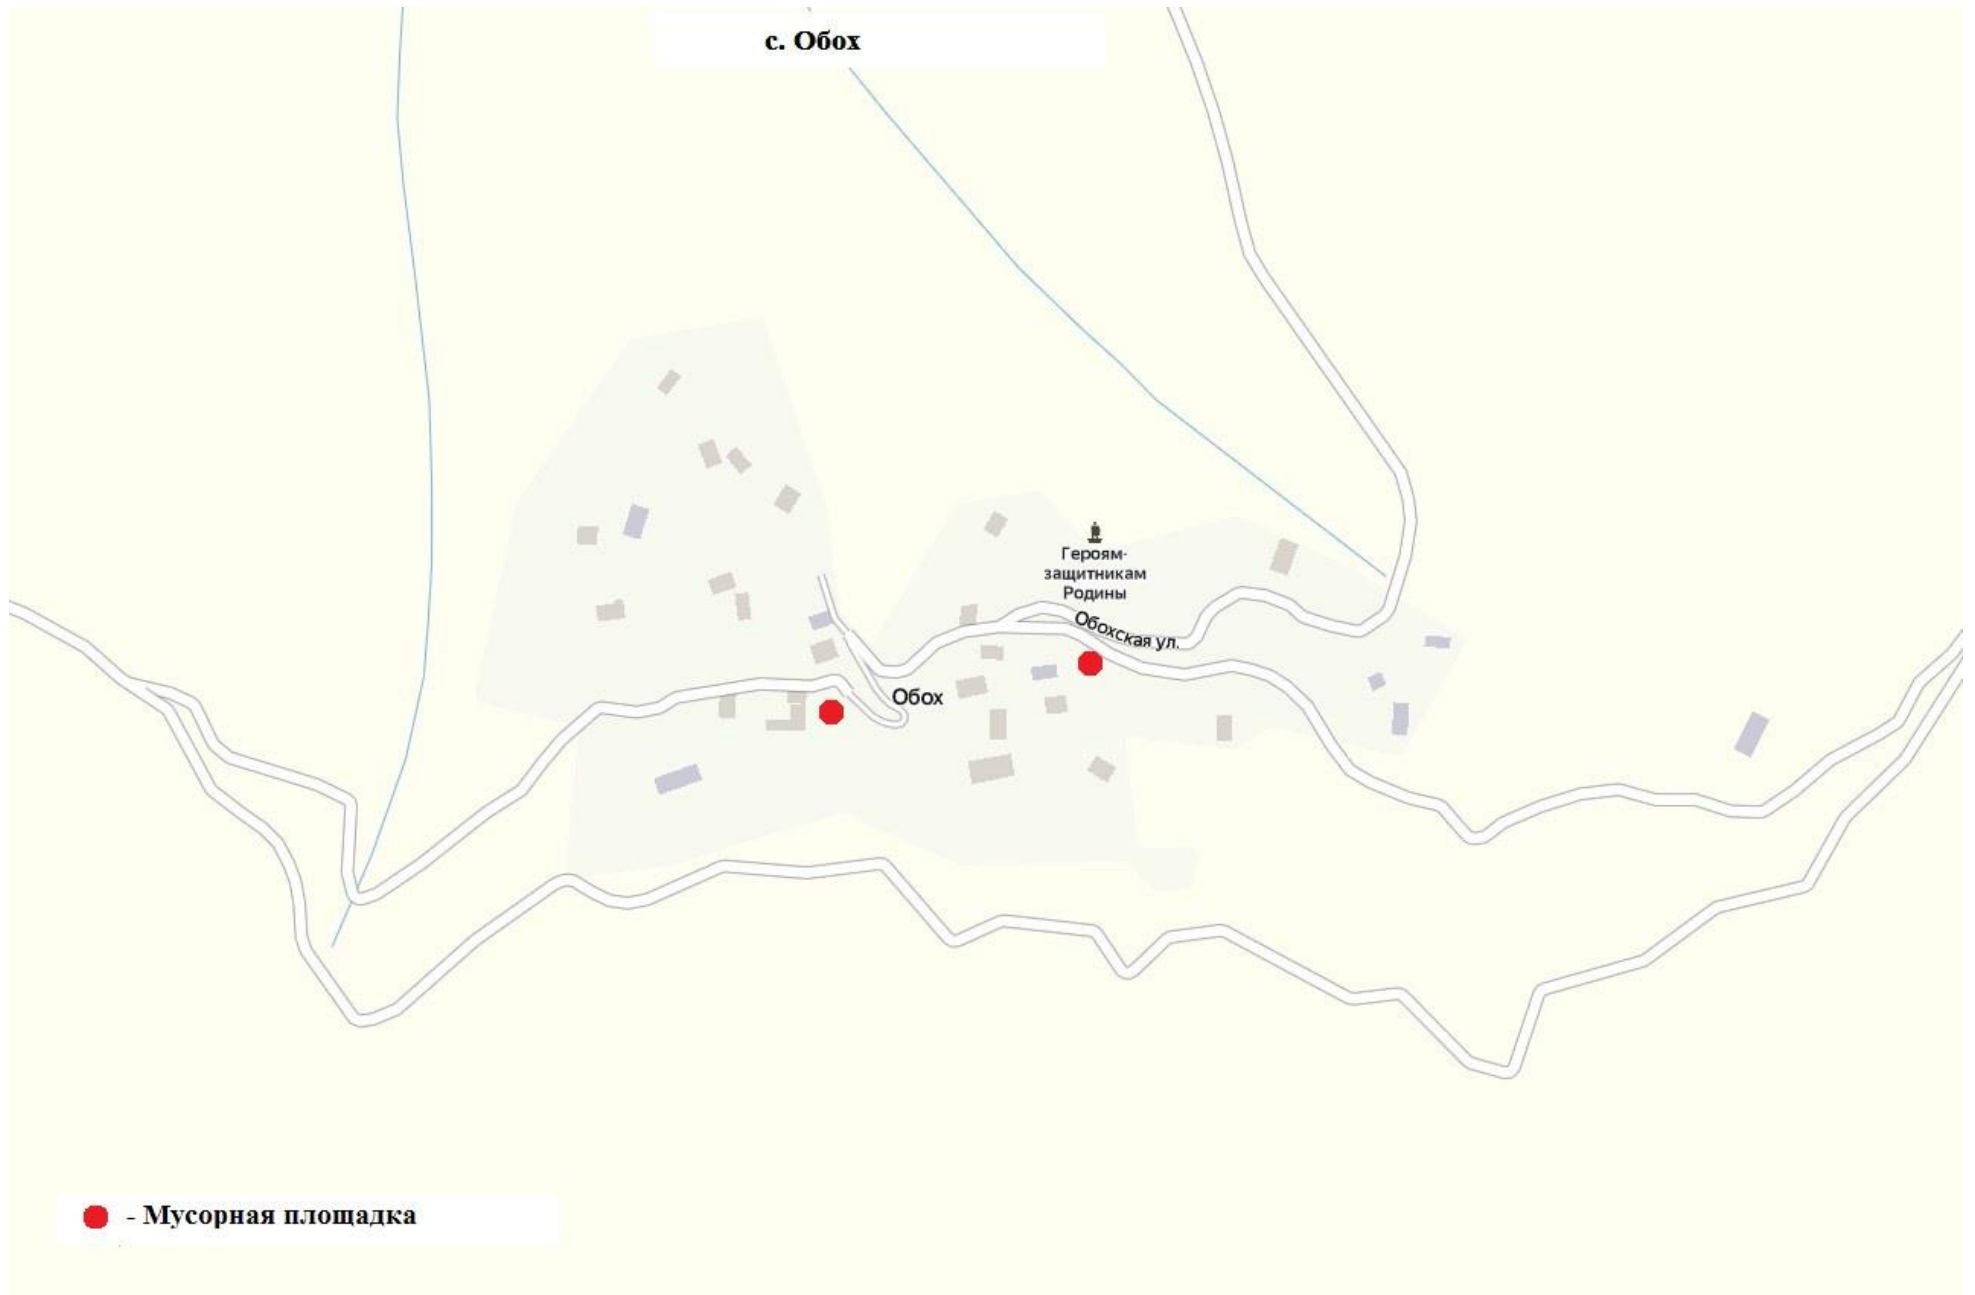 с. Обох
Героям-
защитникам
Родины
Обохская ул.
Обох
- Мусорная площадка